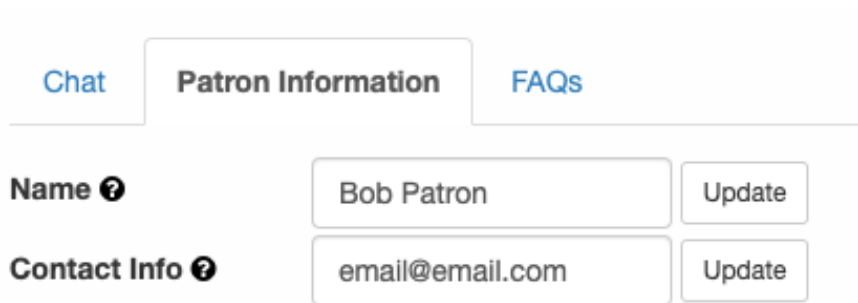 Chat Patron Information FAQs
Name ? Bob Patron Update
Contact Info ? email@email.com Update